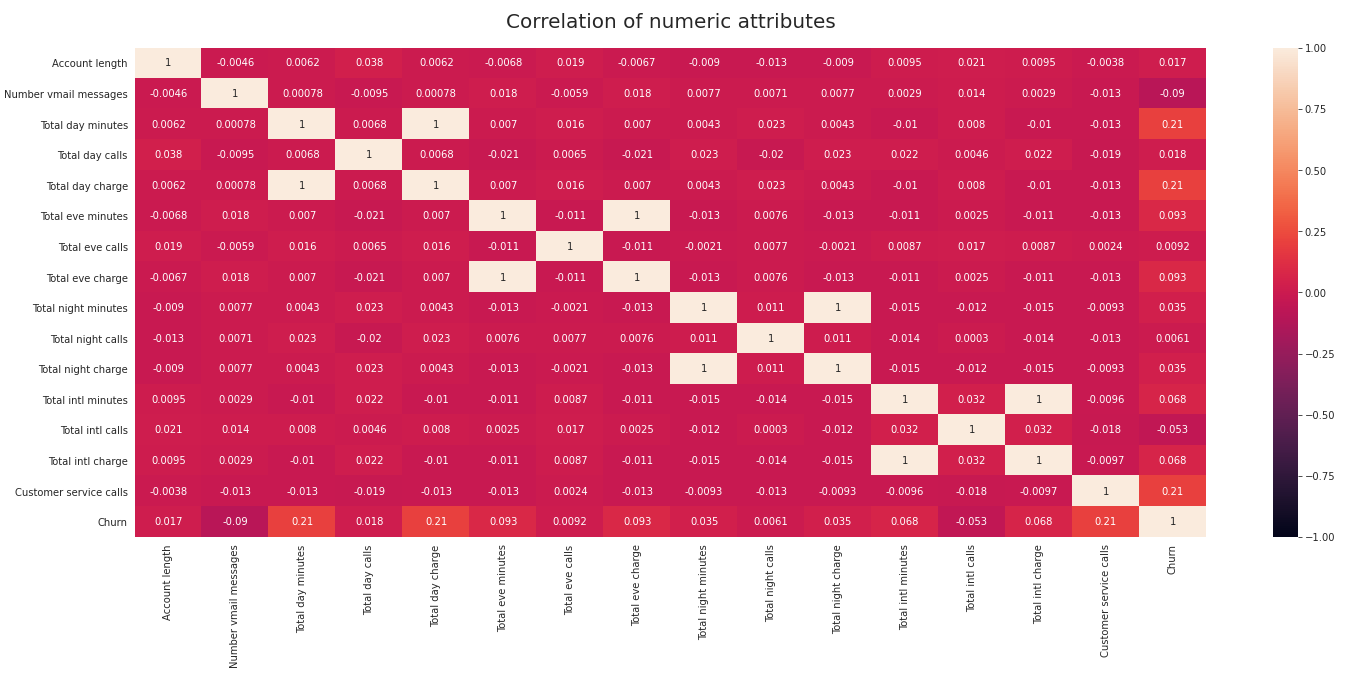 Correlation of numeric attributes
Account length 1 -0.0046 0.0062 0.038 0.0062 -0.0068 0.019 -0.0067 -0.009 -0.013 -0.009 0.0095 0.021 0.0095 -0.0038 0.017
Number vmail messages -0.0046 1 0.00078 -0.0095 0.00078 0.018 -0.0059 0.018 0.0077 0.0071 0.0077 0.0029 0.014 0.0029 -0.013 -0.09
Total day minutes 0.0062 0.00078 1 0.0068 1 0.007 0.016 0.007 0.0043 0.023 0.0043 -0.01 0.008 -0.01 -0.013 0.21
Total day calls 0.038 -0.0095 0.0068 1 0.0068 -0.021 0.0065 -0.021 0.023 -0.02 0.023 0.022 0.0046 0.022 -0.019 0.018
Total day charge 0.0062 0.00078 1 0.0068 1 0.007 0.016 0.007 0.0043 0.023 0.0043 -0.01 0.008 -0.01 -0.013 0.21
Total eve minutes -0.0068 0.018 0.007 -0.021 0.007 1 -0.011 1 -0.013 0.0076 -0.013 -0.011 0.0025 -0.011 -0.013 0.093
Total eve calls 0.019 -0.0059 0.016 0.0065 0.016 -0.011 1 -0.011 -0.0021 0.0077 -0.0021 0.0087 0.017 0.0087 0.0024 0.0092
Total eve charge -0.0067 0.018 0.007 -0.021 0.007 1 -0.011 1 -0.013 0.0076 -0.013 -0.011 0.0025 -0.011 -0.013 0.093
Total night minutes -0.009 0.0077 0.0043 0.023 0.0043 -0.013 -0.0021 -0.013 1 0.011 1 -0.015 -0.012 -0.015 -0.0093 0.035
Total night calls -0.013 0.0071 0.023 -0.02 0.023 0.0076 0.0077 0.0076 0.011 1 0.011 -0.014 0.0003 -0.014 -0.013 0.0061
Total night charge -0.009 0.0077 0.0043 0.023 0.0043 -0.013 -0.0021 -0.013 1 0.011 1 -0.015 -0.012 -0.015 -0.0093 0.035
Total intl minutes 0.0095 0.0029 -0.01 0.022 -0.01 -0.011 0.0087 -0.011 -0.015 -0.014 -0.015 1 0.032 1 -0.0096 0.068
Total intl calls 0.021 0.014 0.008 0.0046 0.008 0.0025 0.017 0.0025 -0.012 0.0003 -0.012 0.032 1 0.032 -0.018 -0.053
Total intl charge 0.0095 0.0029 -0.01 0.022 -0.01 -0.011 0.0087 -0.011 -0.015 -0.014 -0.015 1 0.032 1 -0.0097 0.068
Customer service calls -0.0038 -0.013 -0.013 -0.019 -0.013 -0.013 0.0024 -0.013 -0.0093 -0.013 -0.0093 -0.0096 -0.018 -0.0097 1 0.21
Churn 0.017 -0.09 0.21 0.018 0.21 0.093 0.0092 0.093 0.035 0.0061 0.035 0.068 -0.053 0.068 0.21 1
Account length
Number vmail messages
Total day minutes
Total day calls
Total day charge
Total eve minutes
Total eve calls
Total eve charge
Total night minutes
Total night calls
Total night charge
Total intl minutes
Total intl calls
Total intl charge
Customer service calls
Churn
1.00
0.75
0.50
0.25
0.00
−0.25
−0.50
−0.75
−1.00